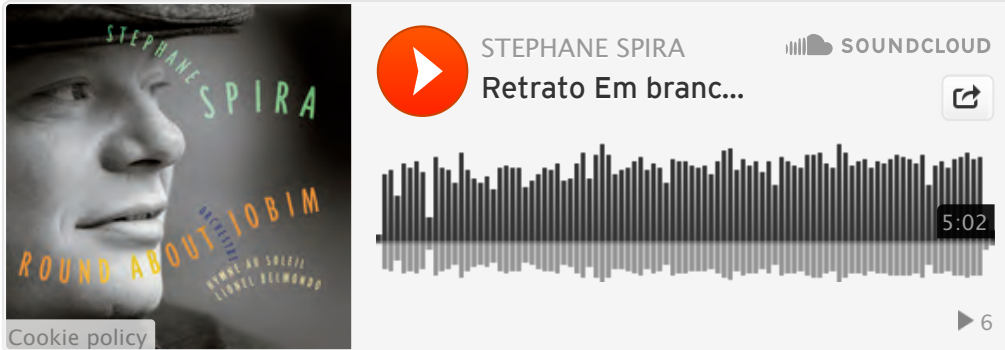 STEPHANE
SPIRA
ROUND ABOUT JOBIM
ORCHESTRE
HYMNE AU SOLEIL
LIONEL BELMONDO
Cookie policy
STEPHANE SPIRA
SOUNDCLOUD
Retrato Em branc...
5:02
6